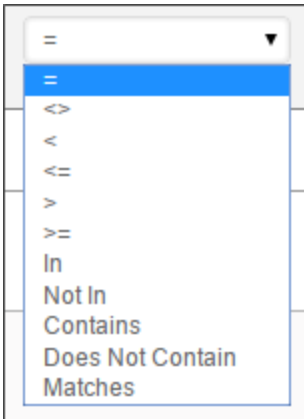 =
=
<>
<
<=
>
>=
In
Not In
Contains
Does Not Contain
Matches